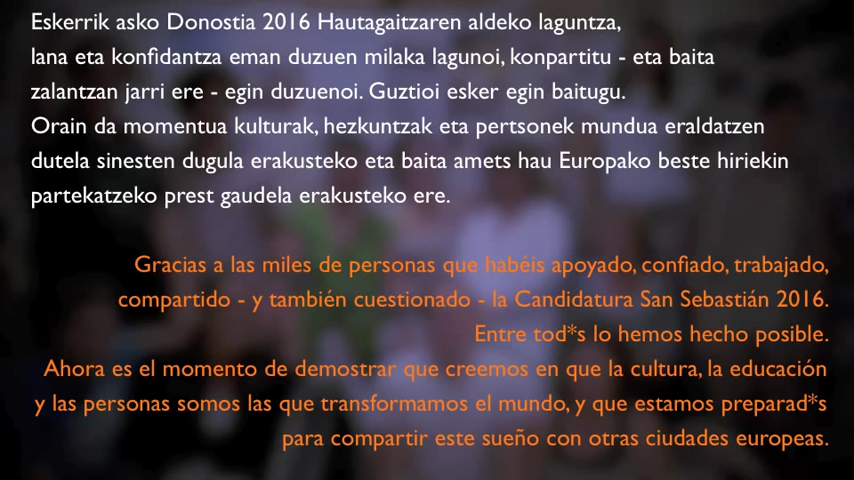 Eskerrik asko Donostia 2016 Hautagaitzaren aldeko laguntza,
lana eta konfidantza eman duzuen milaka lagunoi, konpartitu - eta baita
zalantzan jarri ere - egin duzuenoi. Guztioi esker egin baitugu.
Orain da momentua kulturak, hezkuntzak eta pertsonek mundua eraldatzen
dutela sinesten dugula erakusteko eta baita amets hau Europako beste hiriekin
partekatzeko prest gaudela erakusteko ere.
Gracias a las miles de personas que habéis apoyado, confiado, trabajado,
compartido - y también cuestionado - la Candidatura San Sebastián 2016.
Entre tod*s lo hemos hecho posible.
Ahora es el momento de demostrar que creemos en que la cultura, la educación
y las personas somos las que transformamos el mundo, y que estamos preparad*s
para compartir este sueño con otras ciudades europeas.